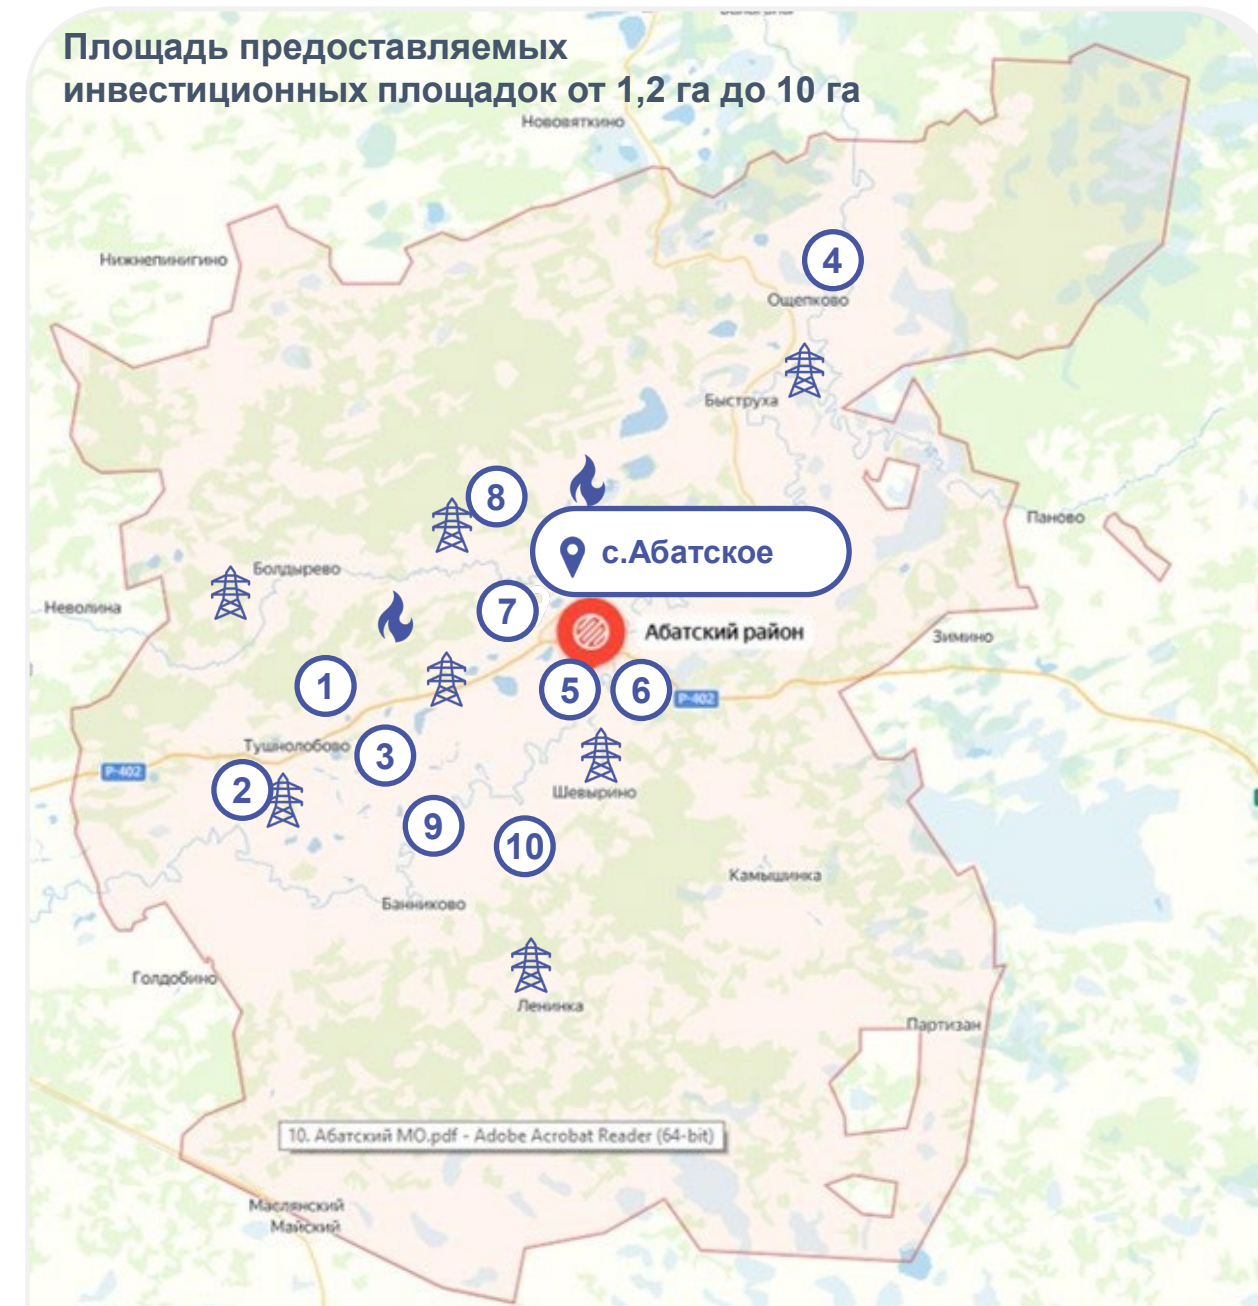 Площадь предоставляемых
инвестиционных площадок от 1,2 га до 10 га
Нововяткино
Нижнепинигино
4
Ощепково
Быструха
8
Паново
с.Абатское
Болдырево
Неволина
7
Абатский район
Зимино
1
5
6
Р-402
Тушнолобово
3
Р-402
2
Шевырино
9
10
Камышинка
Банниково
Голдобино
Ленинка
Партизан
10. Абатский МО.pdf - Adobe Acrobat Reader (64-bit)
Маслянский
Майский